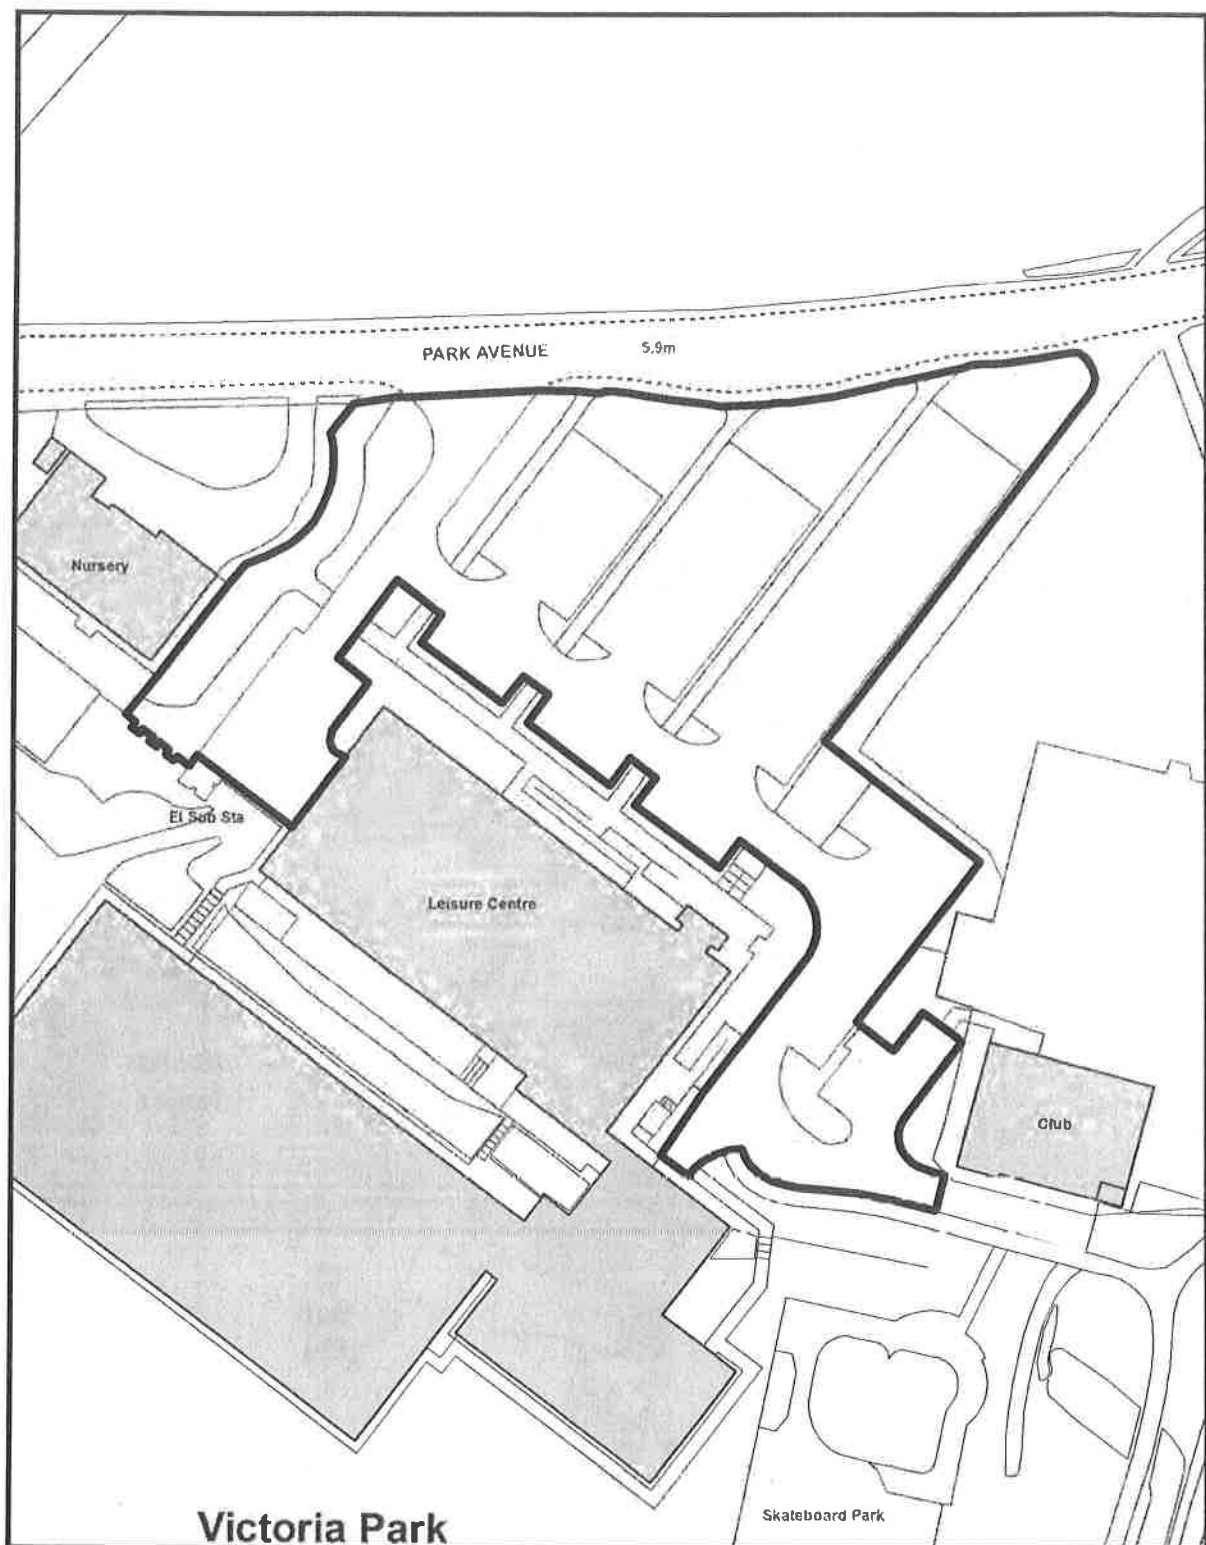 PARK AVENUE 5.9m
Nursery
El Sub Sta
Leisure Centre
Club
Skateboard Park
Victoria Park